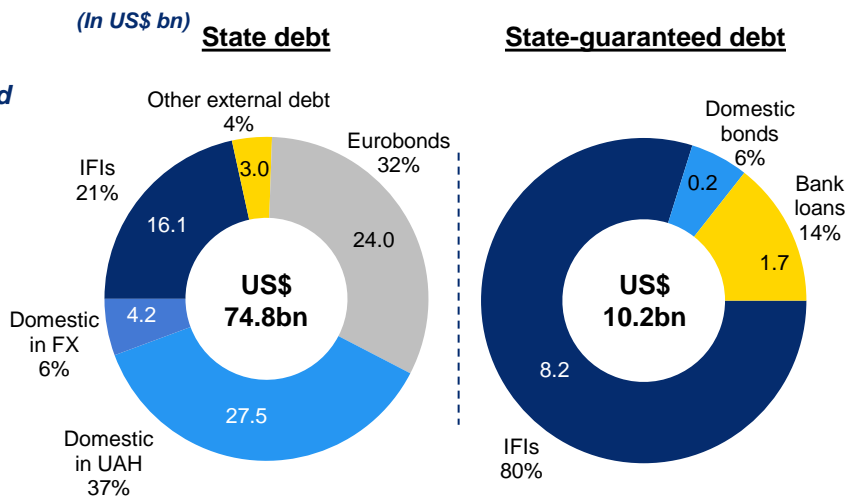 (In US$ bn)
State debt
State-guaranteed debt
d
Other external debt
4%
Eurobonds
32%
IFIs
21%
3.0
16.1
24.0
US$
74.8bn
4.2
Domestic
in FX
6%
27.5
Domestic
in UAH
37%
Domestic
bonds
6%
0.2
Bank
loans
14%
1.7
US$
10.2bn
8.2
IFIs
80%